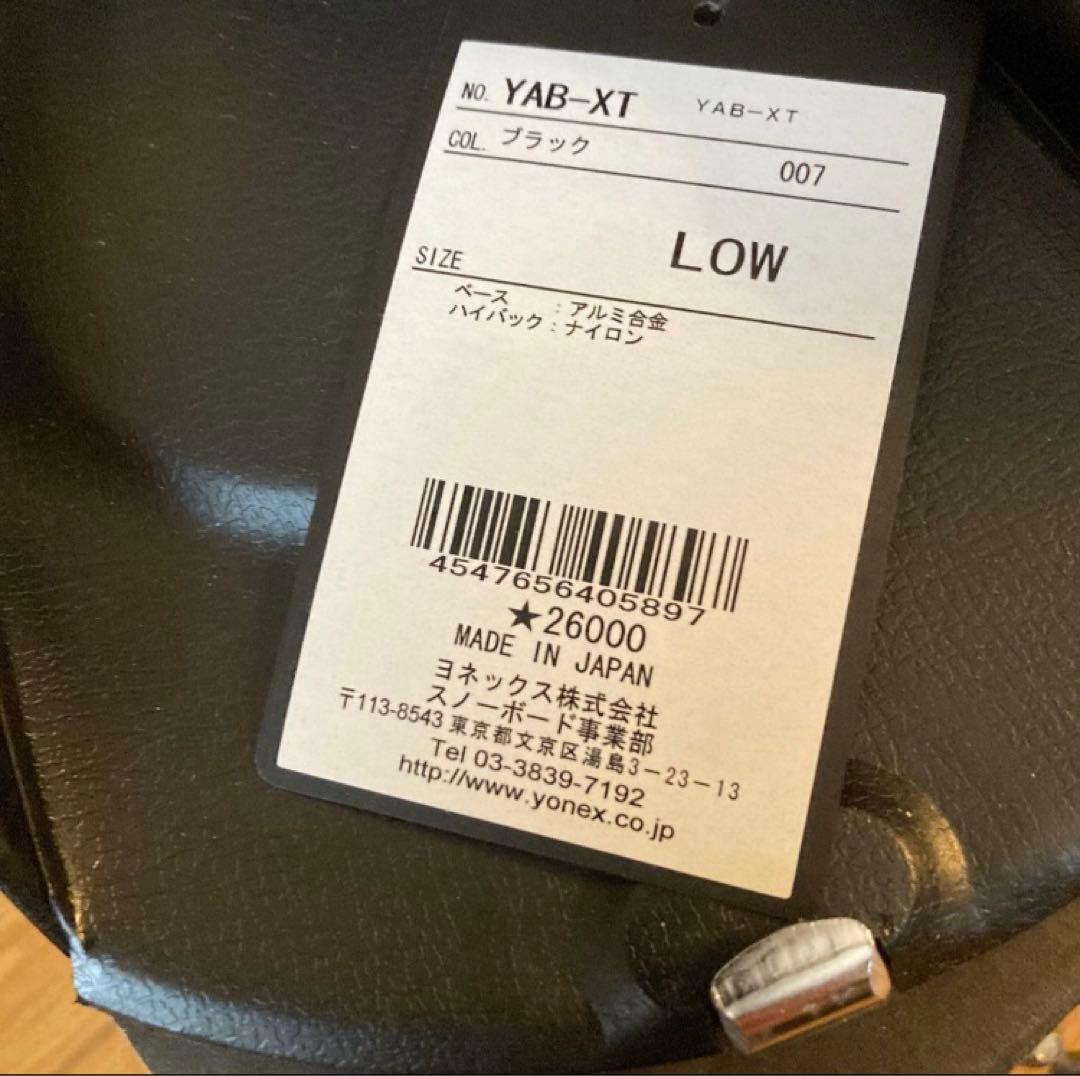 NO. YAB-XT YAB-XT
COL. ブラック 007
SIZE LOW
ベース : アルミ合金
ハイバック : ナイロン
4547656405897
★26000
MADE IN JAPAN
ヨネックス株式会社
スノーボード事業部
〒113-8543 東京都文京区湯島3-23-13
Tel 03-3839-7192
http://www.yonex.co.jp